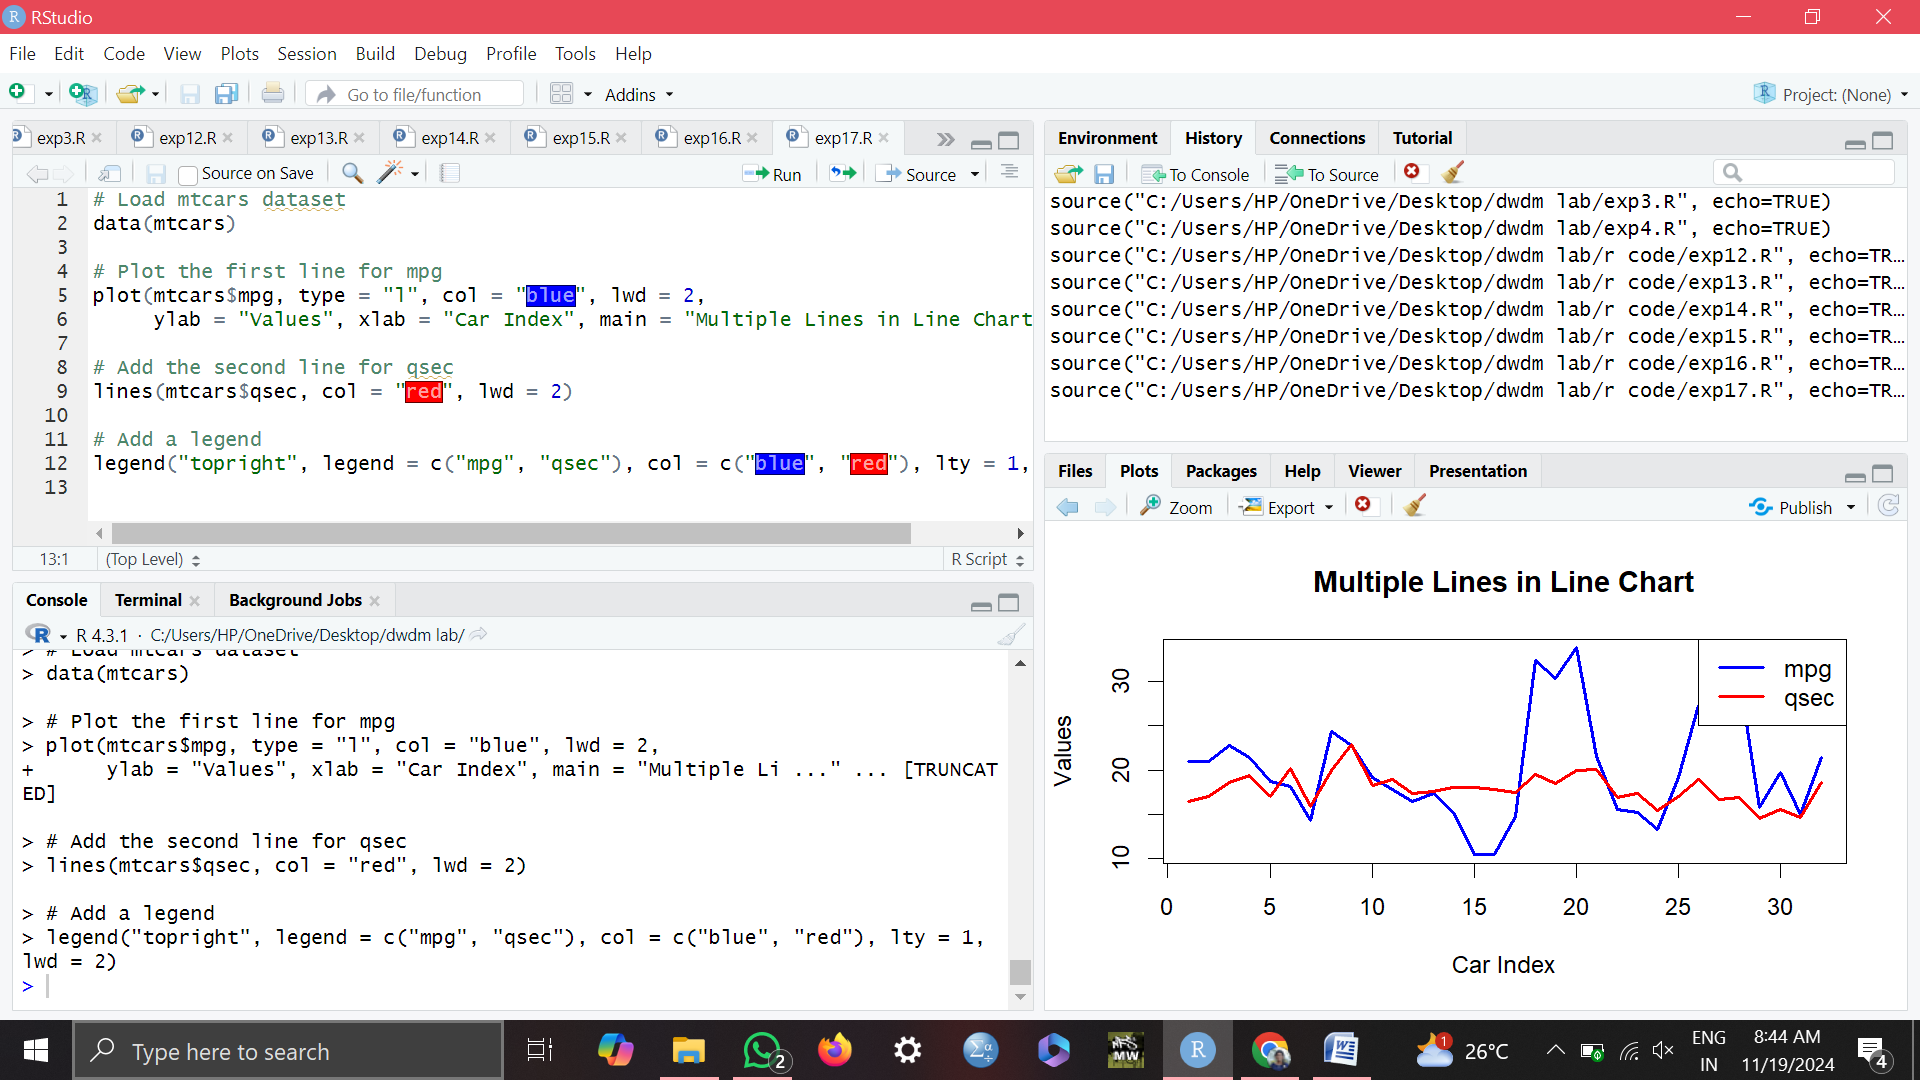 RStudio
File Edit Code View Plots Session Build Debug Profile Tools Help
Go to file/function Addins Project: (None)
exp3.R exp12.R exp13.R exp14.R exp15.R exp16.R exp17.R
Source on Save Run Source
1 # Load mtcars dataset
2 data(mtcars)
3
4 # Plot the first line for mpg
5 plot(mtcars$mpg, type = "l", col = "blue", lwd = 2,
6 ylab = "Values", xlab = "Car Index", main = "Multiple Lines in Line Chart
7
8 # Add the second line for qsec
9 lines(mtcars$qsec, col = "red", lwd = 2)
10
11 # Add a legend
12 legend("topright", legend = c("mpg", "qsec"), col = c("blue", "red"), lty = 1,
13
13:1 (Top Level) R Script
Console Terminal Background Jobs
R 4.3.1 · C:/Users/HP/OneDrive/Desktop/dwdm lab/
> # Load mtcars dataset
> data(mtcars)
> # Plot the first line for mpg
> plot(mtcars$mpg, type = "l", col = "blue", lwd = 2,
+ ylab = "Values", xlab = "Car Index", main = "Multiple Li ..." ... [TRUNCAT
ED]
> # Add the second line for qsec
> lines(mtcars$qsec, col = "red", lwd = 2)
> # Add a legend
> legend("topright", legend = c("mpg", "qsec"), col = c("blue", "red"), lty = 1,
lwd = 2)
>
Environment History Connections Tutorial
To Console To Source
source("C:/Users/HP/OneDrive/Desktop/dwdm lab/exp3.R", echo=TRUE)
source("C:/Users/HP/OneDrive/Desktop/dwdm lab/exp4.R", echo=TRUE)
source("C:/Users/HP/OneDrive/Desktop/dwdm lab/r code/exp12.R", echo=TR…
source("C:/Users/HP/OneDrive/Desktop/dwdm lab/r code/exp13.R", echo=TR…
source("C:/Users/HP/OneDrive/Desktop/dwdm lab/r code/exp14.R", echo=TR…
source("C:/Users/HP/OneDrive/Desktop/dwdm lab/r code/exp15.R", echo=TR…
source("C:/Users/HP/OneDrive/Desktop/dwdm lab/r code/exp16.R", echo=TR…
source("C:/Users/HP/OneDrive/Desktop/dwdm lab/r code/exp17.R", echo=TR…
Files Plots Packages Help Viewer Presentation
Zoom Export Publish
Multiple Lines in Line Chart
mpg
qsec
Values
30
20
10
0 5 10 15 20 25 30
Car Index
Type here to search
2
MW
R
1
26°C
ENG
IN
8:44 AM
11/19/2024
4